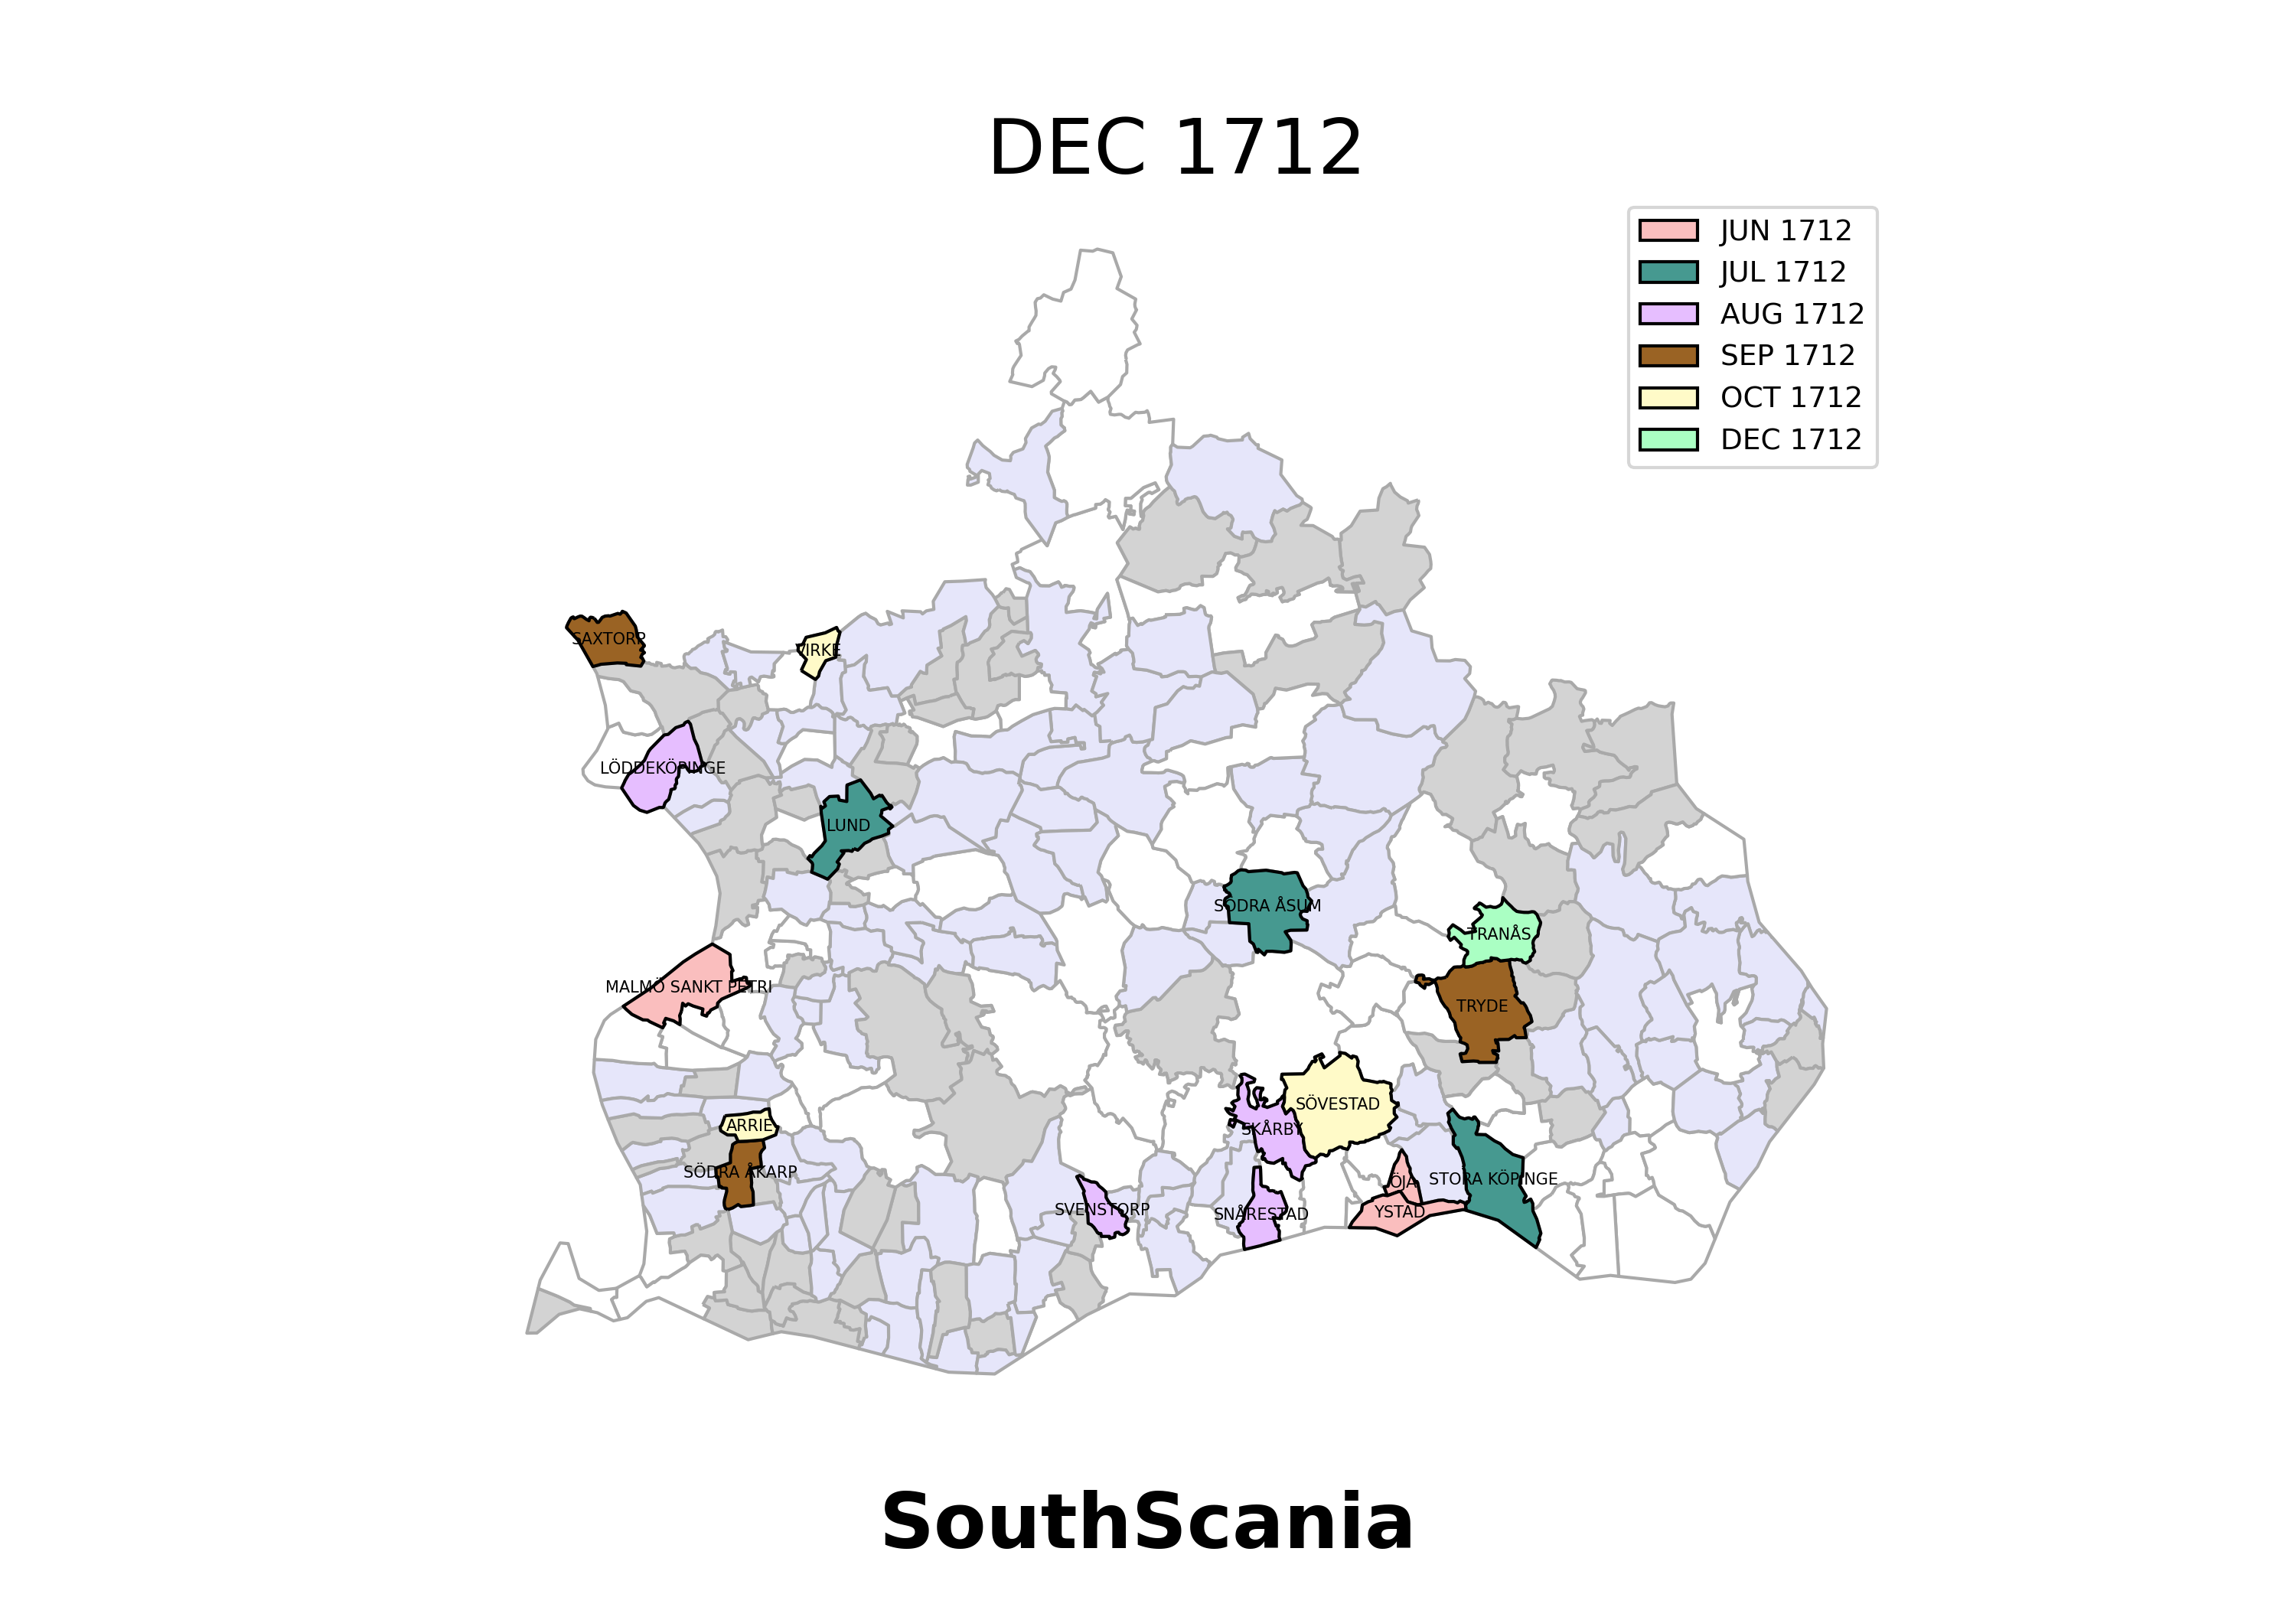 DEC 1712
JUN 1712
JUL 1712
AUG 1712
SEP 1712
OCT 1712
DEC 1712
SAXTORP
VIRKE
LÖDDEKÖPINGE
LUND
SÖDRA ÅSUM
TRANÅS
MALMÖ SANKT PETRI
TRYDE
SÖVESTAD
ARRIE
SKÅRBY
SÖDRA ÅKARP
STORA KÖPINGE
ÖJA
SVENSTORP
YSTAD
SNÅRESTAD
SouthScania